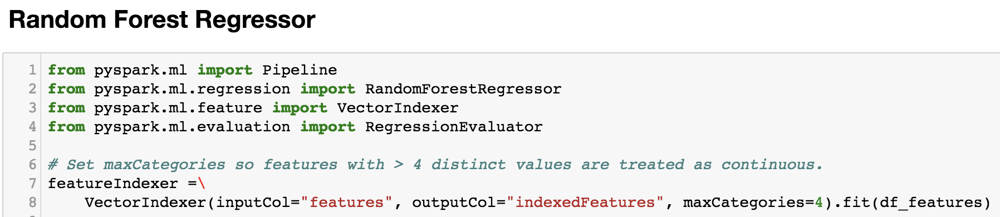 Random Forest Regressor
1 from pyspark.ml import Pipeline
2 from pyspark.ml.regression import RandomForestRegressor
3 from pyspark.ml.feature import VectorIndexer
4 from pyspark.ml.evaluation import RegressionEvaluator
5
6 # Set maxCategories so features with > 4 distinct values are treated as continuous.
7 featureIndexer =\
8     VectorIndexer(inputCol="features", outputCol="indexedFeatures", maxCategories=4).fit(df_features)